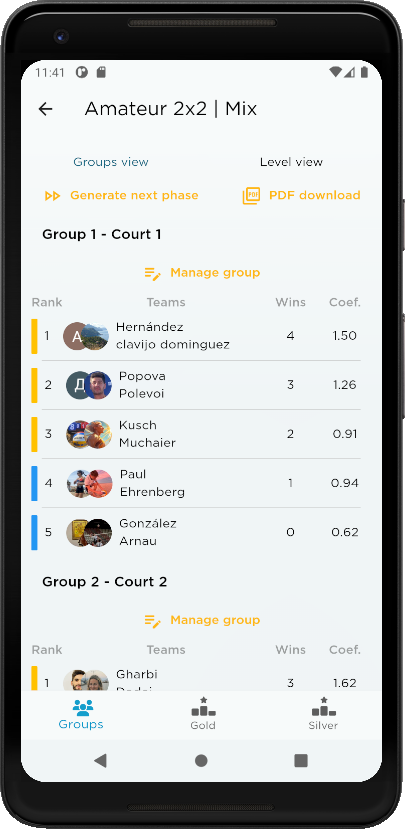 11:41
Amateur 2x2 | Mix
Groups view Level view
Generate next phase PDF PDF download
Group 1 - Court 1
Manage group
Rank Teams Wins Coef.
1 A Hernández 4 1.50
clavijo dominguez
2 Д Popova 3 1.26
Polevoi
3 Kusch 2 0.91
Muchaier
4 Paul 1 0.94
Ehrenberg
5 González 0 0.62
Arnau
Group 2 - Court 2
Manage group
Rank Teams Wins Coef.
1 Gharbi 3 1.62
Groups Gold Silver